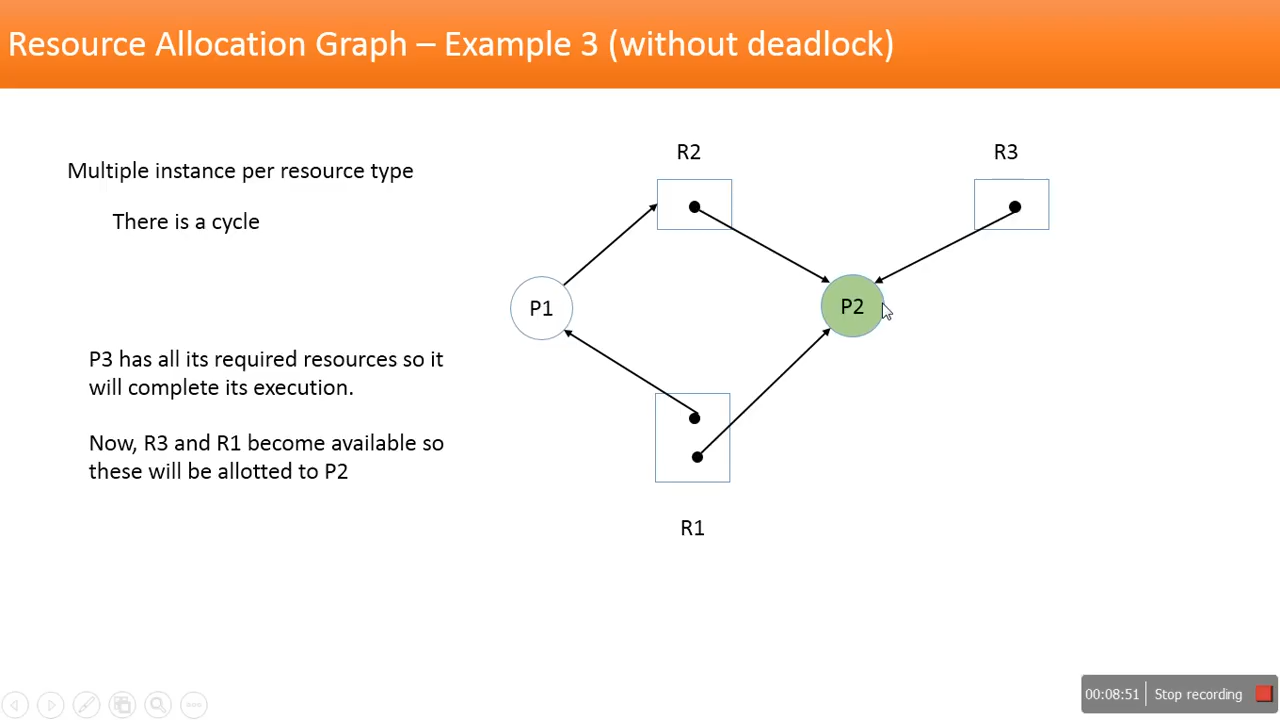 Resource Allocation Graph – Example 3 (without deadlock)
Multiple instance per resource type
There is a cycle
P3 has all its required resources so it
will complete its execution.
Now, R3 and R1 become available so
these will be allotted to P2
R2
R3
P1
P2
R1
00:08:51
Stop recording